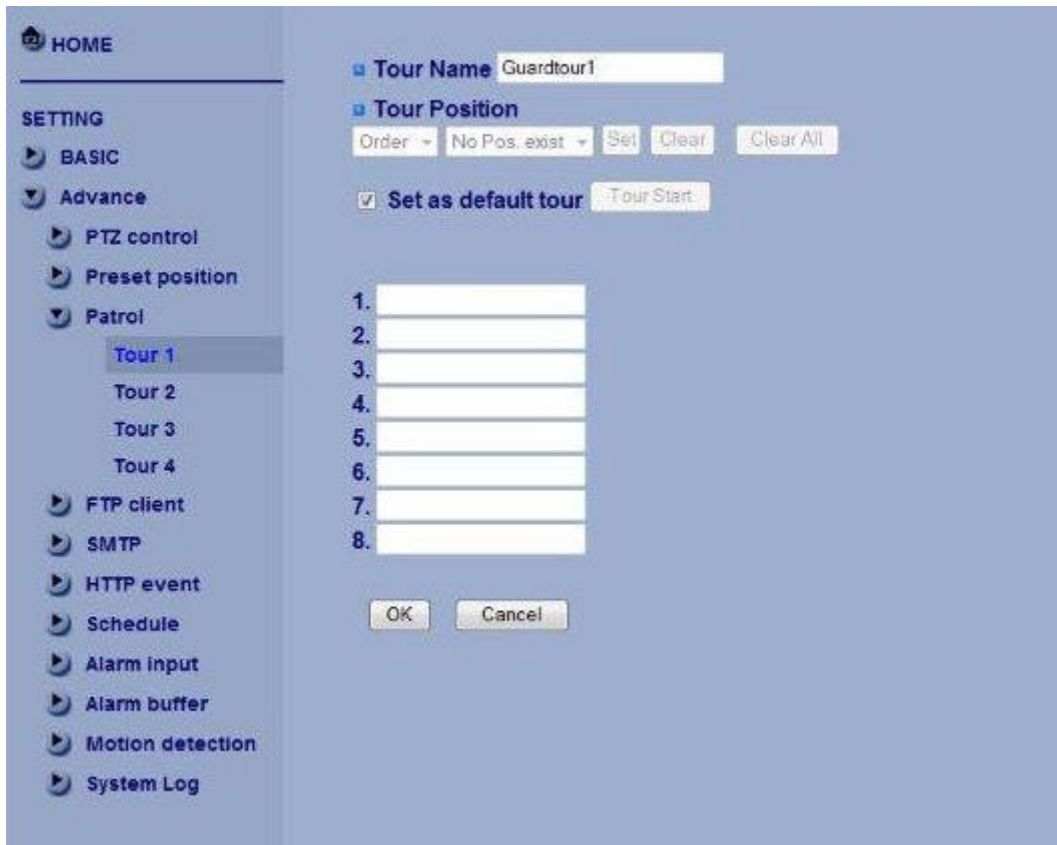 HOME
SETTING
BASIC
Advance
PTZ control
Preset position
Patrol
Tour 1
Tour 2
Tour 3
Tour 4
FTP client
SMTP
HTTP event
Schedule
Alarm input
Alarm buffer
Motion detection
System Log
Tour Name Guardtour1
Tour Position
Order No Pos. exist Set Clear Clear All
Set as default tour Tour Start
1.
2.
3.
4.
5.
6.
7.
8.
OK Cancel